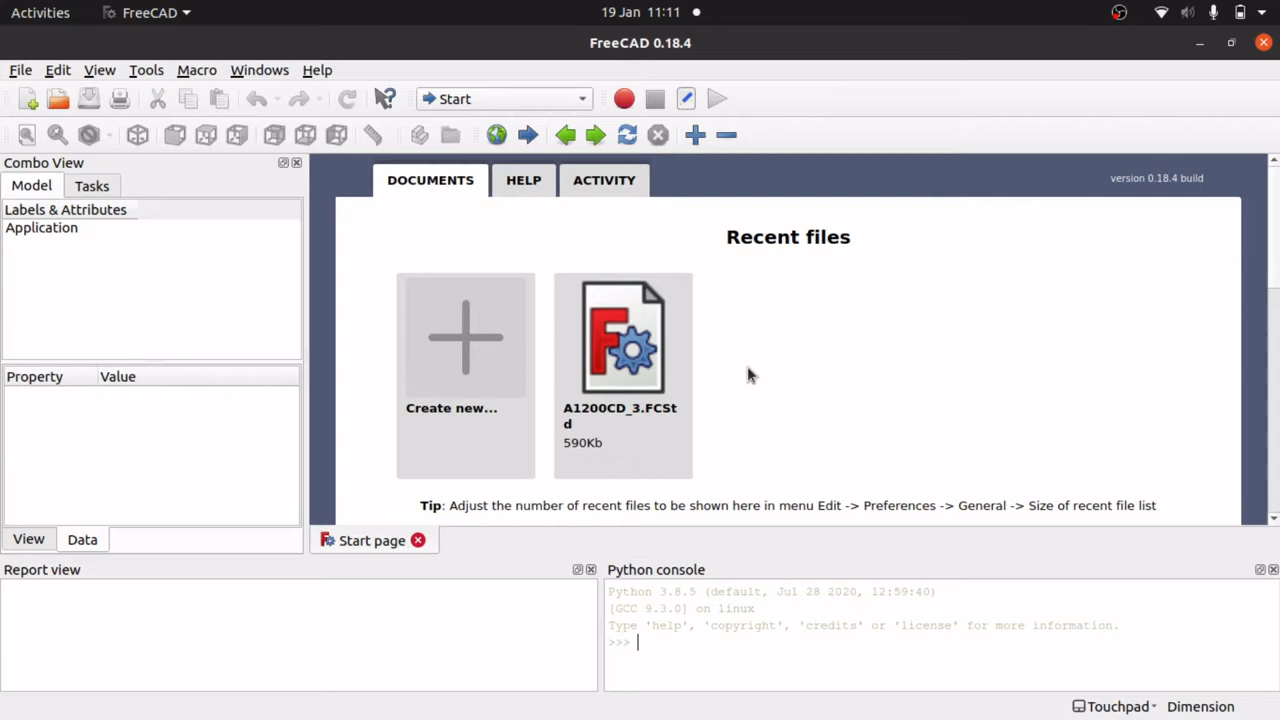 Activities FreeCAD 19 Jan 11:11
FreeCAD 0.18.4
File Edit View Tools Macro Windows Help
Start
Combo View
Model Tasks
Labels & Attributes
Application
Property Value
View Data
DOCUMENTS HELP ACTIVITY
version 0.18.4 build
Recent files
Create new...
A1200CD_3.FCSt
d
590Kb
Tip: Adjust the number of recent files to be shown here in menu Edit -> Preferences -> General -> Size of recent file list
Start page
Report view
Python console
Python 3.8.5 (default, Jul 28 2020, 12:59:40)
[GCC 9.3.0] on linux
Type 'help', 'copyright', 'credits' or 'license' for more information.
>>>
Touchpad Dimension